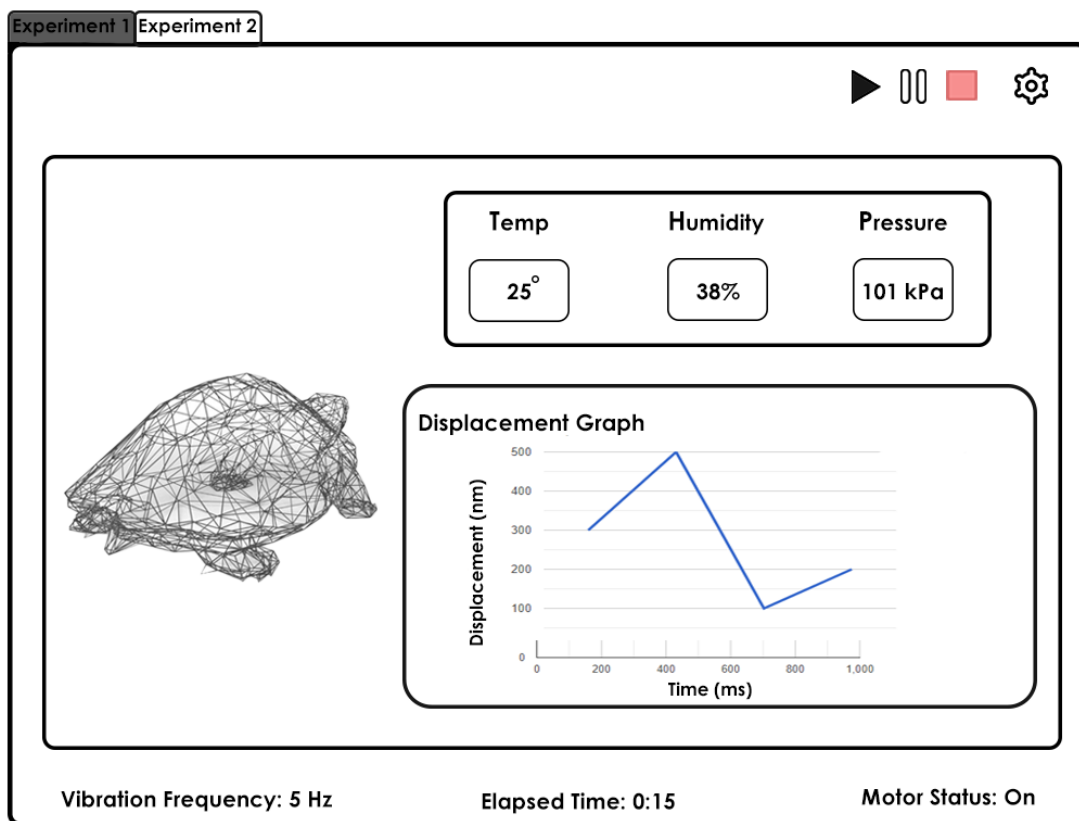 Experiment 1 Experiment 2
Temp Humidity Pressure
25° 38% 101 kPa
Displacement Graph
Displacement (nm)
500
400
300
200
100
0
0 200 400 600 800 1,000
Time (ms)
Vibration Frequency: 5 Hz Elapsed Time: 0:15 Motor Status: On